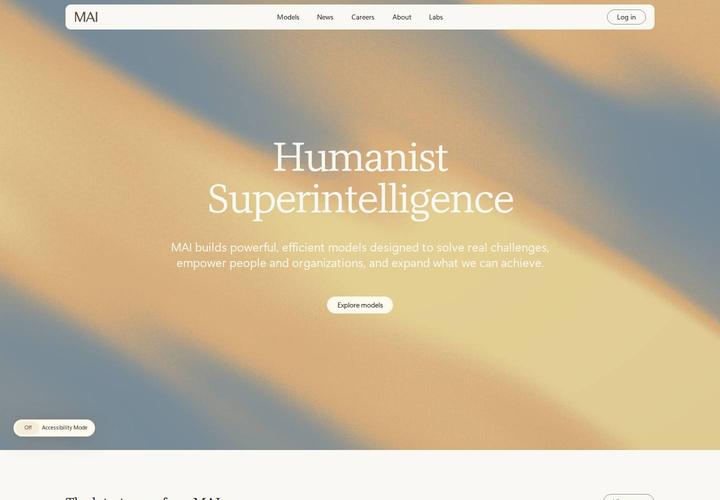 MAI
Models
News
Careers
About
Labs
Log in
Humanist
Superintelligence
MAI builds powerful, efficient models designed to solve real challenges,
empower people and organizations, and expand what we can achieve.
Explore models
Off
Accessibility Mode